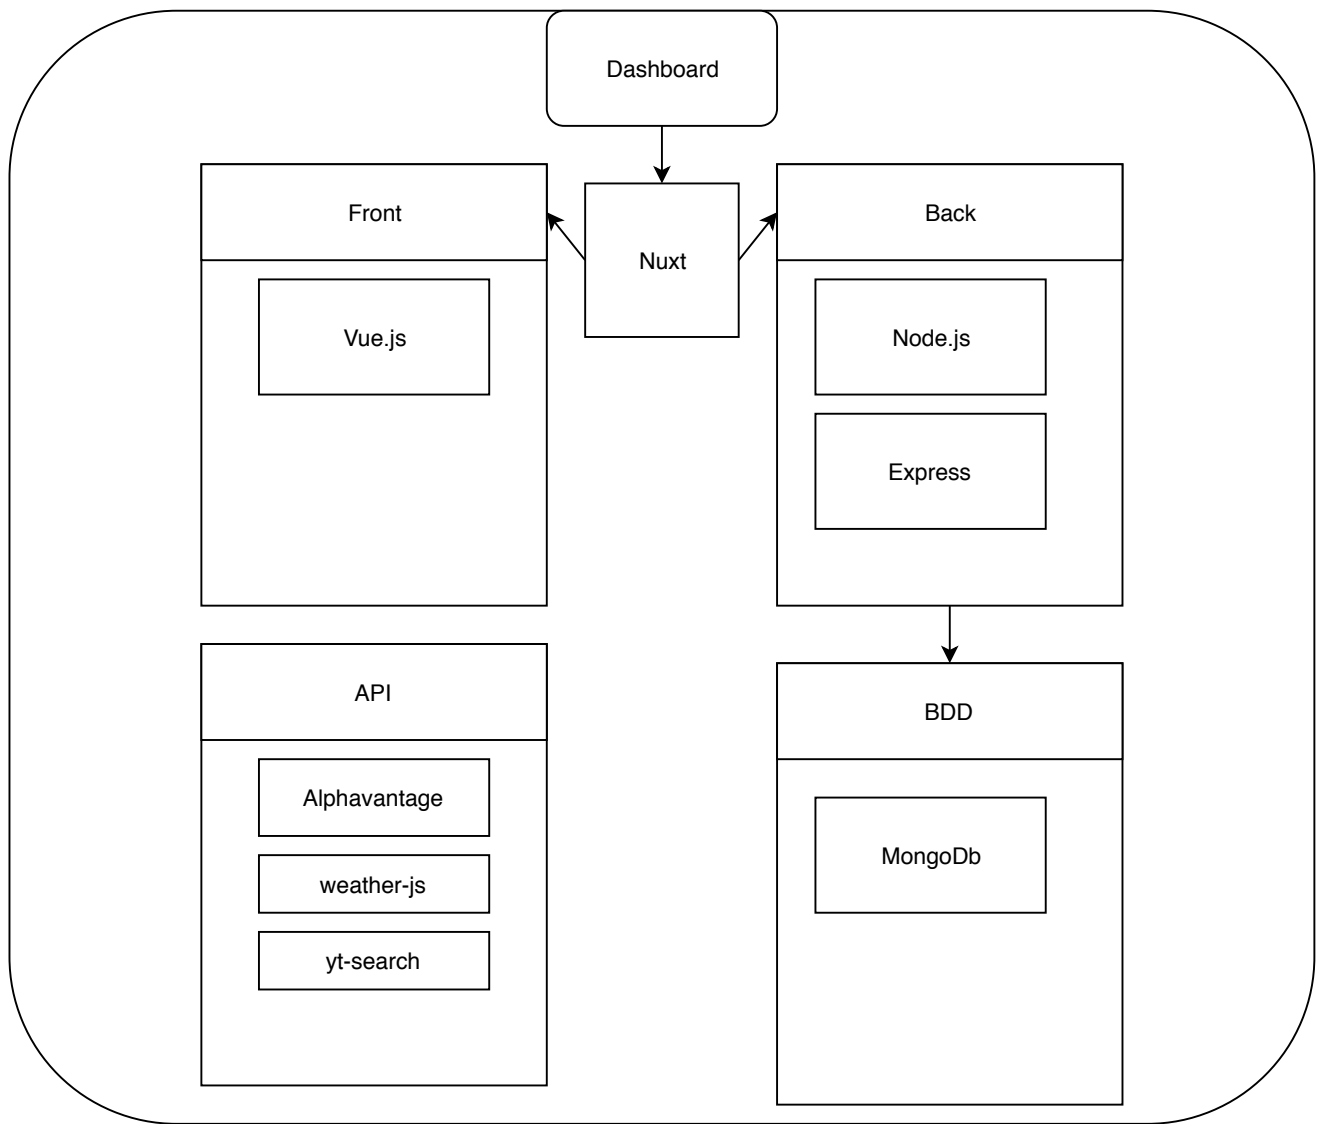 Dashboard
Front
Nuxt
Back
Vue.js
Node.js
Express
API
Alphavantage
weather-js
yt-search
BDD
MongoDb